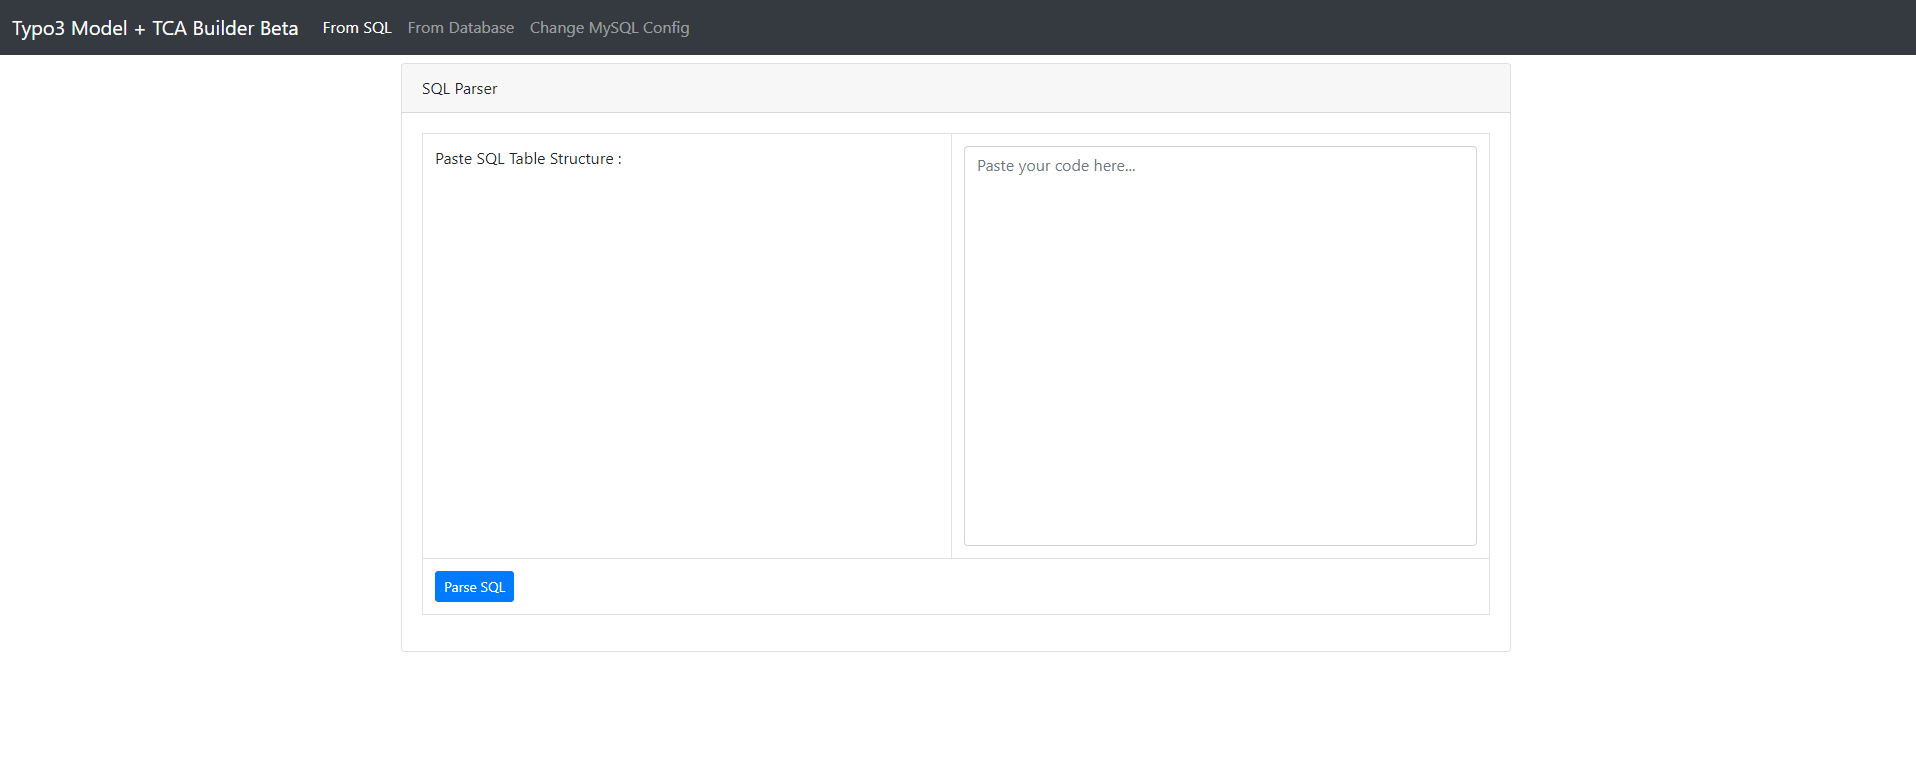 Typo3 Model + TCA Builder Beta From SQL From Database Change MySQL Config
SQL Parser
Paste SQL Table Structure :
Paste your code here...
Parse SQL